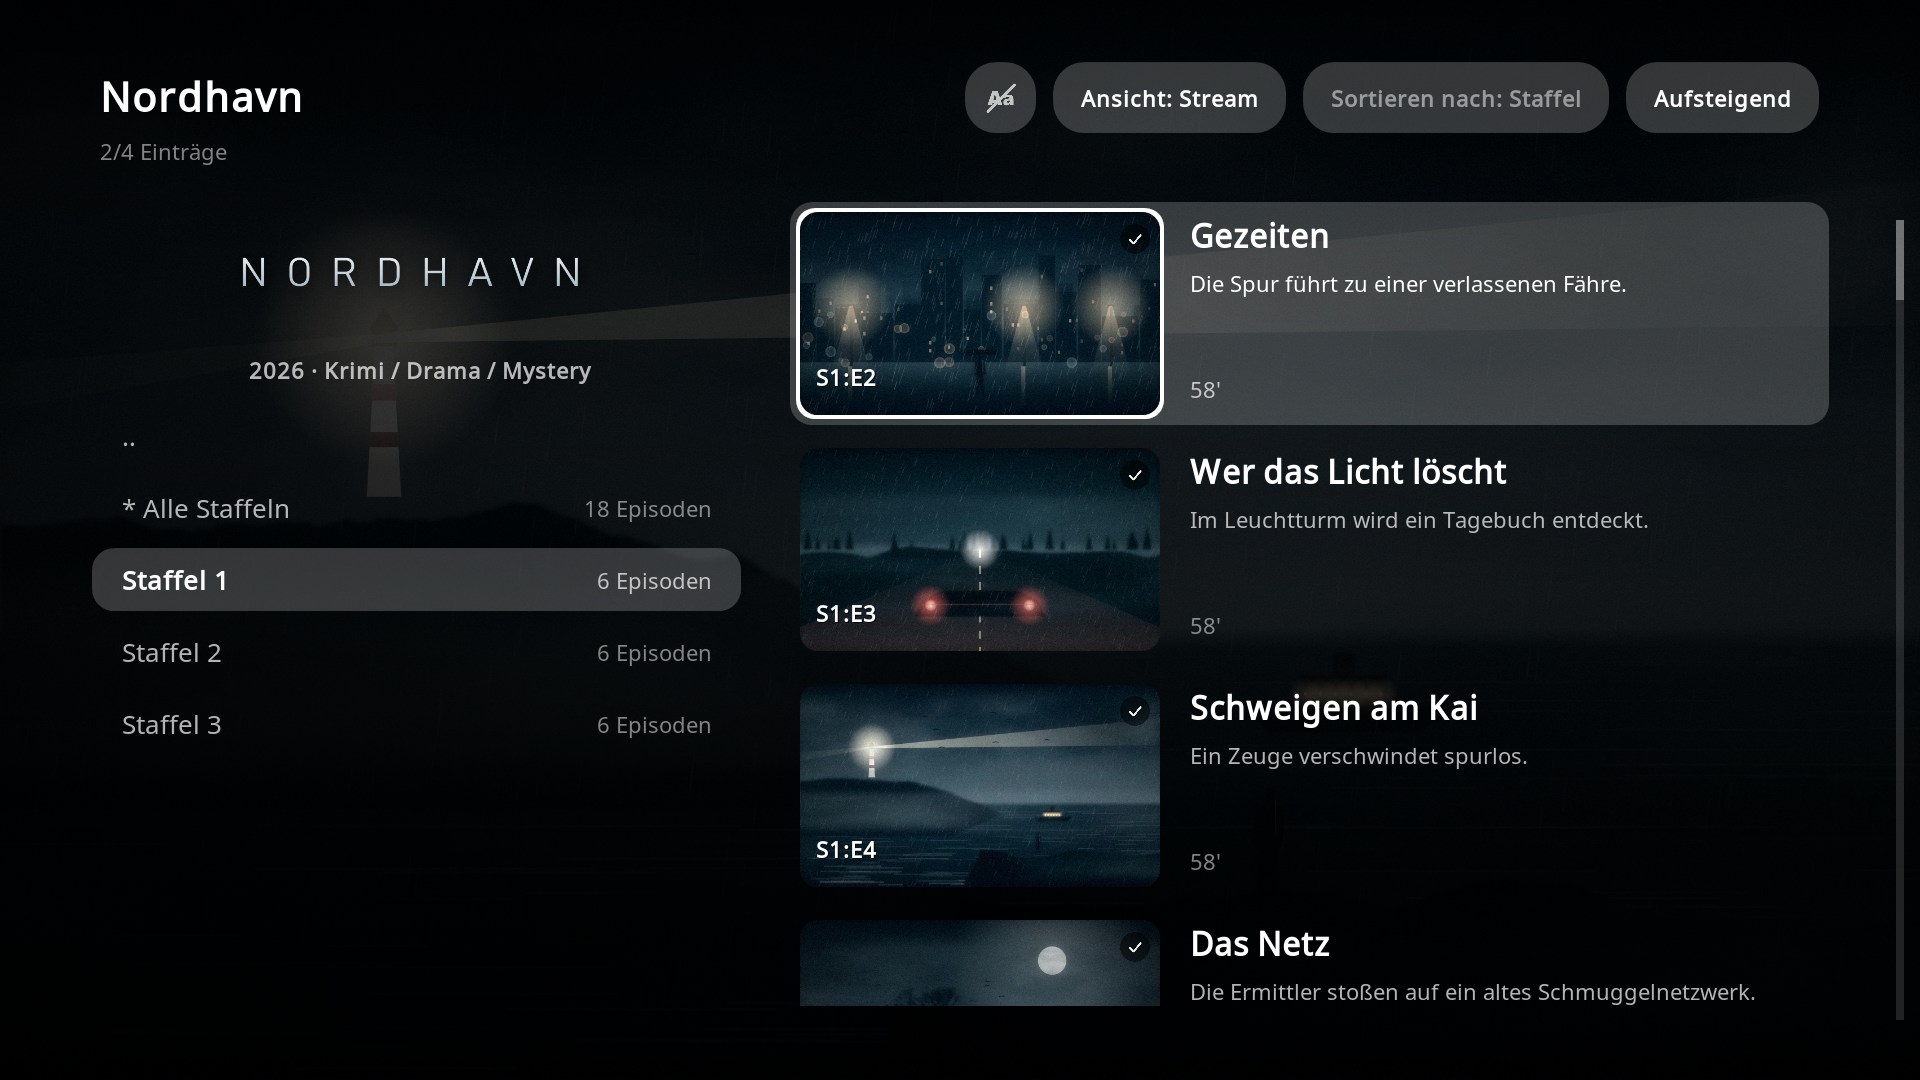 Nordhavn
2/4 Einträge
Aa
Ansicht: Stream
Sortieren nach: Staffel
Aufsteigend
NORDHAVN
2026 · Krimi / Drama / Mystery
..
* Alle Staffeln 18 Episoden
Staffel 1 6 Episoden
Staffel 2 6 Episoden
Staffel 3 6 Episoden
S1:E2
Gezeiten
Die Spur führt zu einer verlassenen Fähre.
58'
S1:E3
Wer das Licht löscht
Im Leuchtturm wird ein Tagebuch entdeckt.
58'
S1:E4
Schweigen am Kai
Ein Zeuge verschwindet spurlos.
58'
Das Netz
Die Ermittler stoßen auf ein altes Schmuggelnetzwerk.